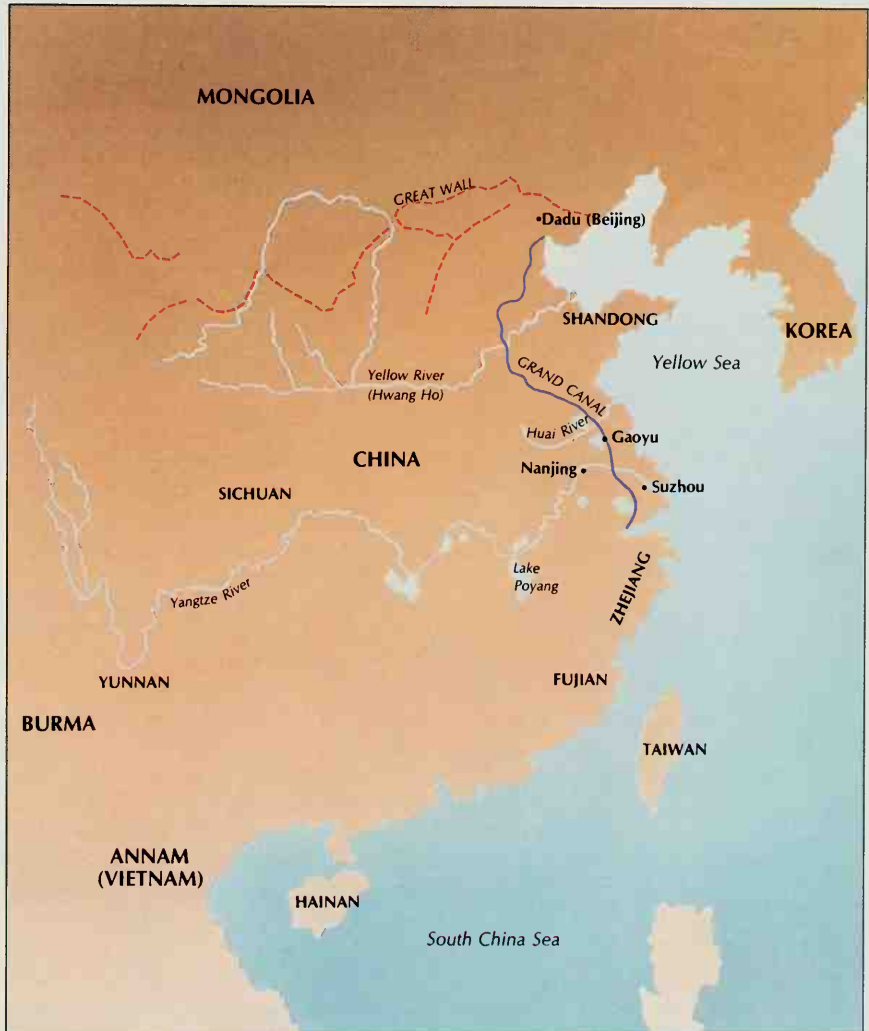 MONGOLIA
GREAT WALL
Dadu (Beijing)
SHANDONG
KOREA
Yellow Sea
Yellow River
(Hwang Ho)
GRAND CANAL
Huai River
Gaoyu
CHINA
Nanjing
Suzhou
SICHUAN
Lake
Poyang
Yangtze River
ZHEJIANG
YUNNAN
FUJIAN
BURMA
TAIWAN
ANNAM
(VIETNAM)
HAINAN
South China Sea